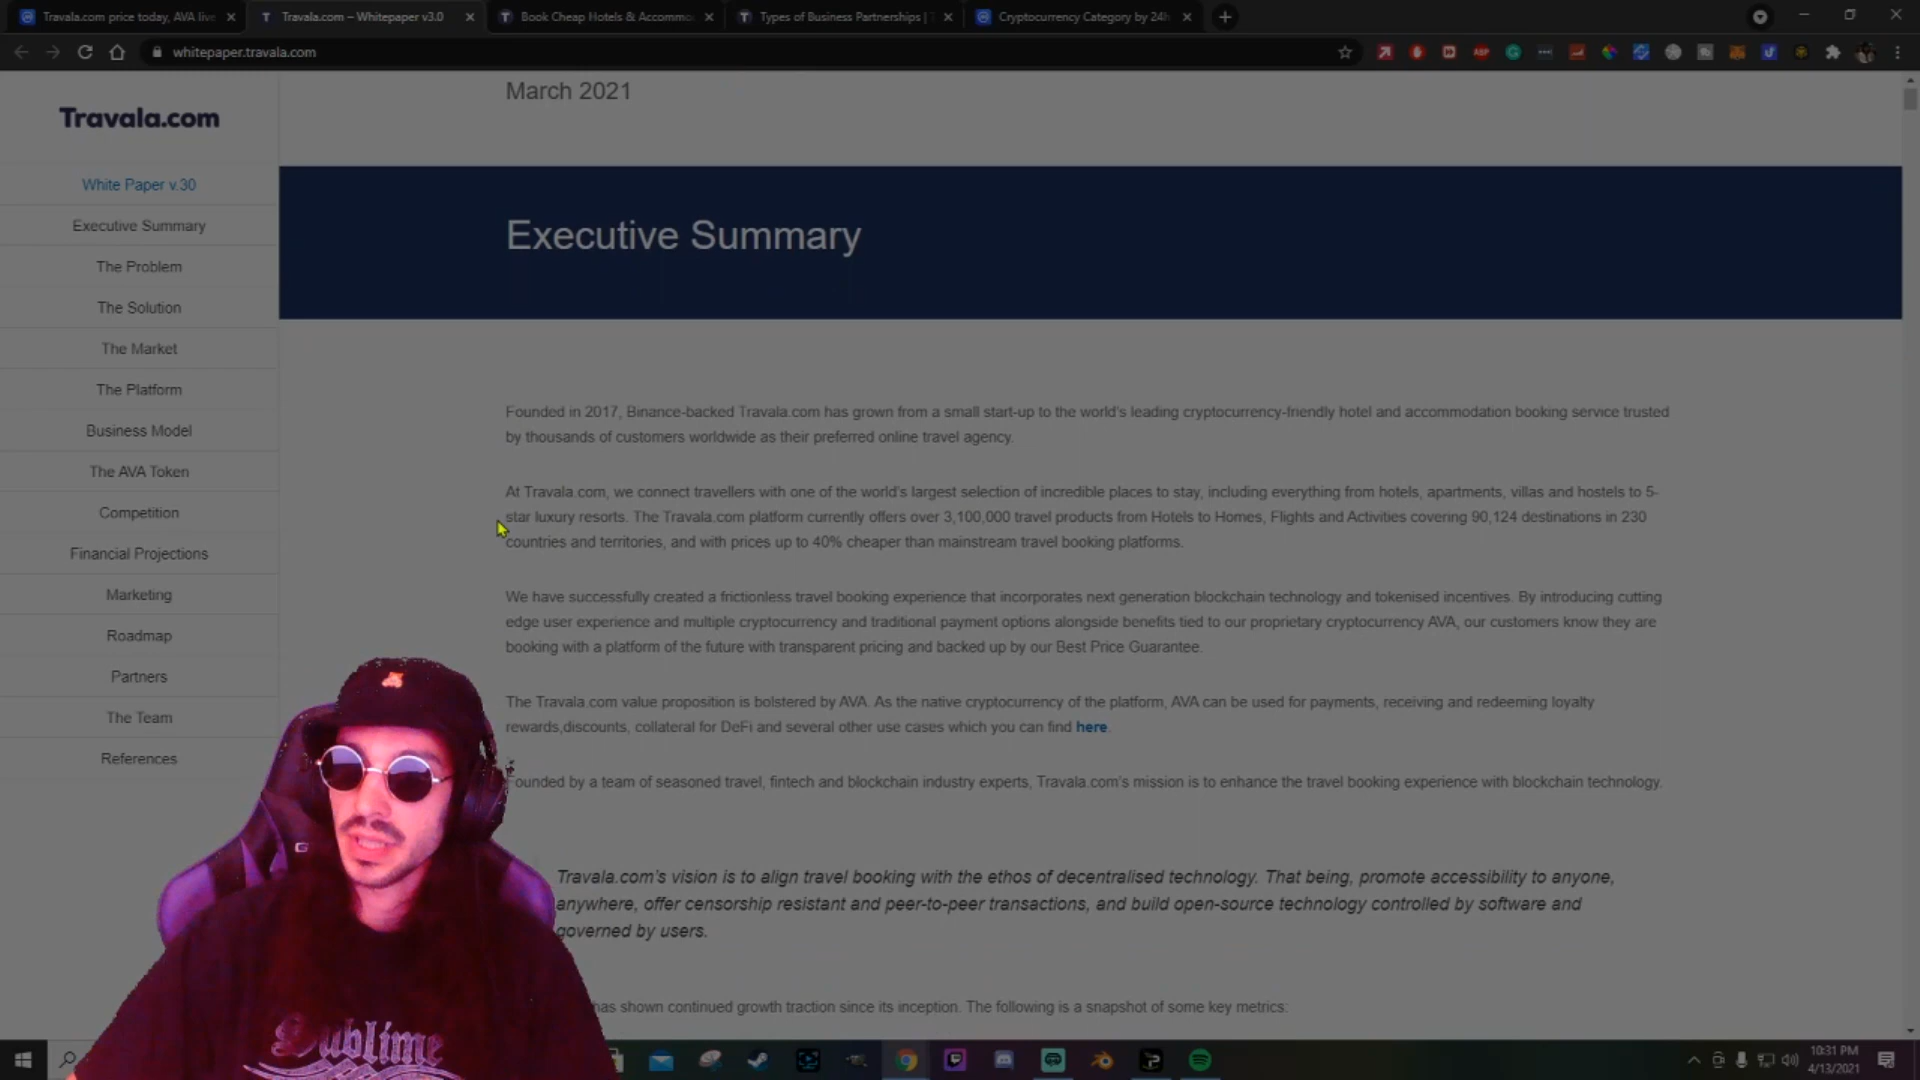 Travala.com price today, AVA live
Travala.com – Whitepaper v3.0
Book Cheap Hotels & Accommo
Types of Business Partnerships |
Cryptocurrency Category by 24h
whitepaper.travala.com
ABP
March 2021
Travala.com
White Paper v.30
Executive Summary
The Problem
The Solution
The Market
The Platform
Business Model
The AVA Token
Competition
Financial Projections
Marketing
Roadmap
Partners
The Team
References
Executive Summary
Founded in 2017, Binance-backed Travala.com has grown from a small start-up to the world's leading cryptocurrency-friendly hotel and accommodation booking service trusted
by thousands of customers worldwide as their preferred online travel agency.
At Travala.com, we connect travellers with one of the world's largest selection of incredible places to stay, including everything from hotels, apartments, villas and hostels to 5-
star luxury resorts. The Travala.com platform currently offers over 3,100,000 travel products from Hotels to Homes, Flights and Activities covering 90,124 destinations in 230
countries and territories, and with prices up to 40% cheaper than mainstream travel booking platforms.
We have successfully created a frictionless travel booking experience that incorporates next generation blockchain technology and tokenised incentives. By introducing cutting
edge user experience and multiple cryptocurrency and traditional payment options alongside benefits tied to our proprietary cryptocurrency AVA, our customers know they are
booking with a platform of the future with transparent pricing and backed up by our Best Price Guarantee.
The Travala.com value proposition is bolstered by AVA. As the native cryptocurrency of the platform, AVA can be used for payments, receiving and redeeming loyalty
rewards,discounts, collateral for DeFi and several other use cases which you can find here.
Founded by a team of seasoned travel, fintech and blockchain industry experts, Travala.com's mission is to enhance the travel booking experience with blockchain technology.
Travala.com's vision is to align travel booking with the ethos of decentralised technology. That being, promote accessibility to anyone,
anywhere, offer censorship resistant and peer-to-peer transactions, and build open-source technology controlled by software and
governed by users.
has shown continued growth traction since its inception. The following is a snapshot of some key metrics:
Sublime
10:31 PM
4/13/2021